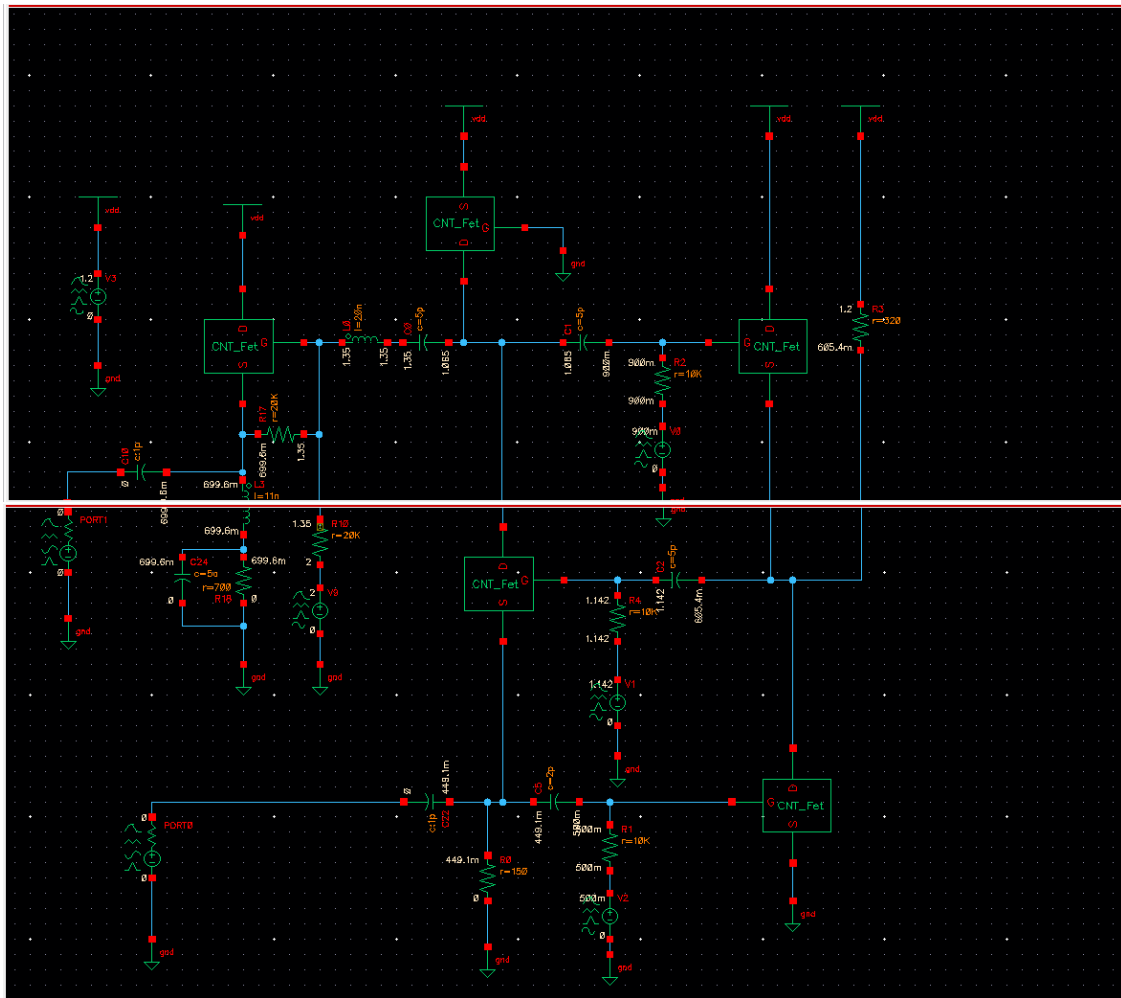 vdd.
vdd.
vdd.
S
CNT_Fet
G
D
gnd
vdd.
vdd
1.2
V3
0
gnd
D
CNT_Fet
G
S
L0
l=20n
1.35
1.35
C0
c=5p
1.35
1.065
C1
c=5p
1.065
900m
D
G
CNT_Fet
S
1.2
R3
r=320
605.4m
900m
R2
r=10K
900m
900m
V0
0
gnd
R17
r=20K
699.6m
1.35
C10
c:1p
0
699.6m
L3
l=11n
PORT1
0
0
gnd
699.6m
C24
699.6m
699.6m
r=700
R18
0
0
gnd
1.35
R10
r=20K
2
2
V9
0
gnd
D
CNT_Fet
G
S
C2
c=5p
1.142
605.4m
1.142
R4
r=10K
1.142
1.142
V1
0
gnd
D
G
CNT_Fet
S
gnd
0
449.1m
c:1p
C22
C5
c=2p
449.1m
500m
0
PORT0
0
gnd
449.1m
R0
r=150
0
gnd
500m
R1
r=10K
500m
500m
V2
0
gnd